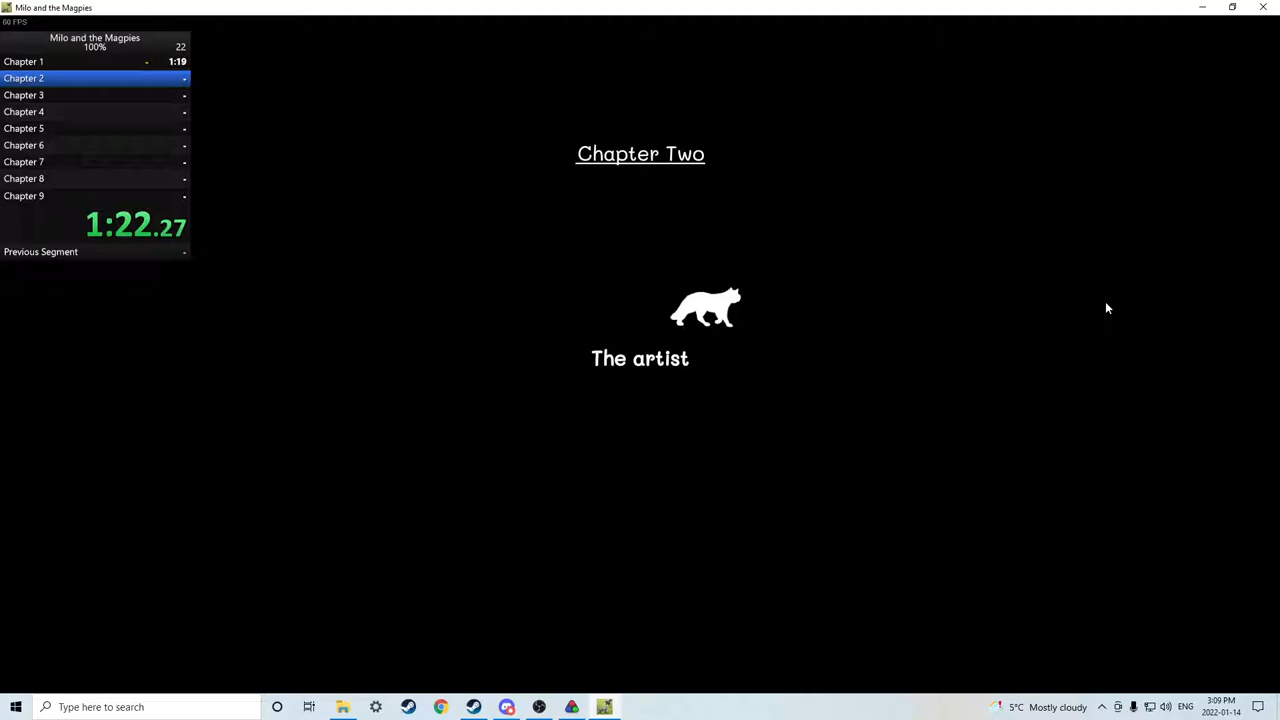 Milo and the Magpies
60 FPS
Milo and the Magpies
100% 22
Chapter 1 - 1:19
Chapter 2 -
Chapter 3 -
Chapter 4 -
Chapter 5 -
Chapter 6 -
Chapter 7 -
Chapter 8 -
Chapter 9 -
1:22.27
Previous Segment -
Chapter Two
The artist
Type here to search
5°C Mostly cloudy
ENG
3:09 PM
2022-01-14